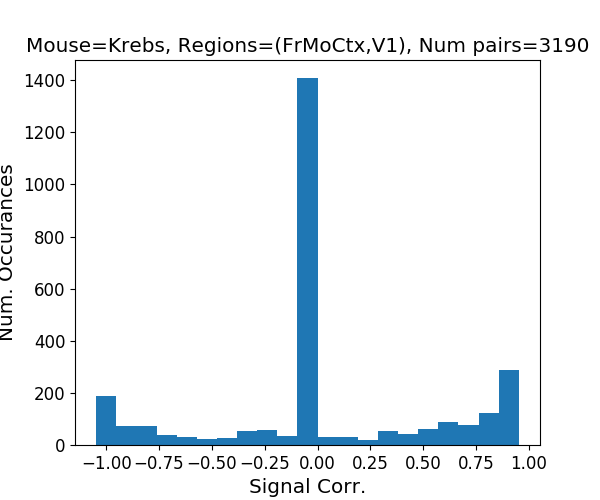 Mouse=Krebs, Regions=(FrMoCtx,V1), Num pairs=3190
1400
1200
1000
800
600
400
200
0
Num. Occurances
−1.00 −0.75 −0.50 −0.25 0.00 0.25 0.50 0.75 1.00
Signal Corr.